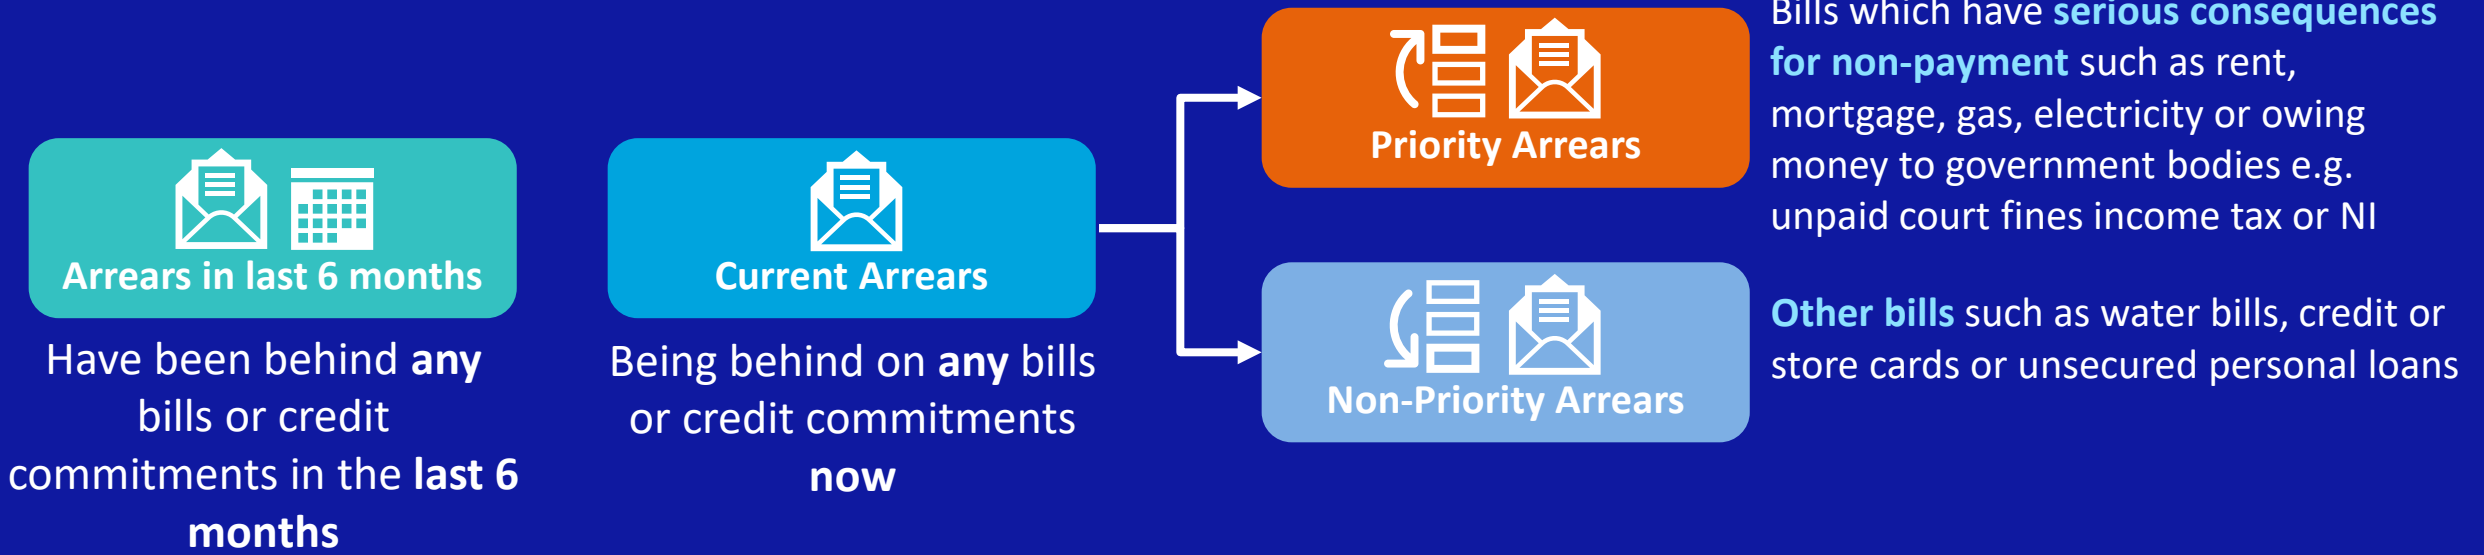 Arrears in last 6 months
Have been behind any
bills or credit
commitments in the last 6
months
Current Arrears
Being behind on any bills
or credit commitments
now
Priority Arrears
Bills which have serious consequences
for non-payment such as rent,
mortgage, gas, electricity or owing
money to government bodies e.g.
unpaid court fines income tax or NI
Non-Priority Arrears
Other bills such as water bills, credit or
store cards or unsecured personal loans